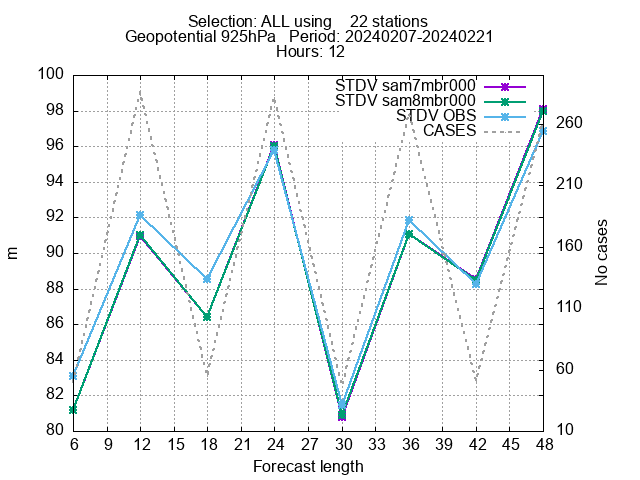 Selection: ALL using    22 stations
Geopotential 925hPa   Period: 20240207-20240221
Hours: 12
STDV sam7mbr000
STDV sam8mbr000
STDV OBS
CASES
100
98
96
94
92
90
88
86
84
82
80
m
260
210
160
110
60
10
No cases
6 9 12 15 18 21 24 27 30 33 36 39 42 45 48
Forecast length